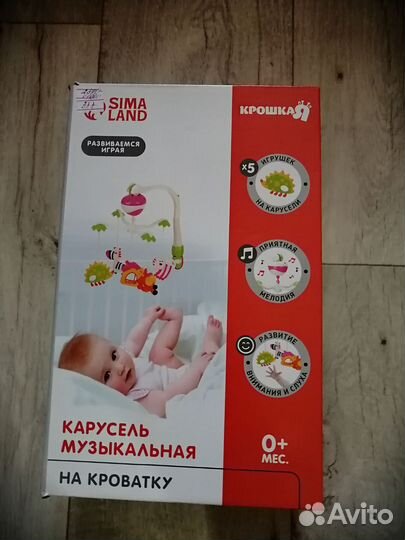 SIMA
LAND
КРОШКА Я
РАЗВИВАЕМСЯ
ИГРАЯ
x5
ИГРУШЕК
НА КАРУСЕЛИ
ПРИЯТНАЯ
МЕЛОДИЯ
РАЗВИТИЕ
ВНИМАНИЯ И СЛУХА
КАРУСЕЛЬ
МУЗЫКАЛЬНАЯ
0+
МЕС.
НА КРОВАТКУ
Avito